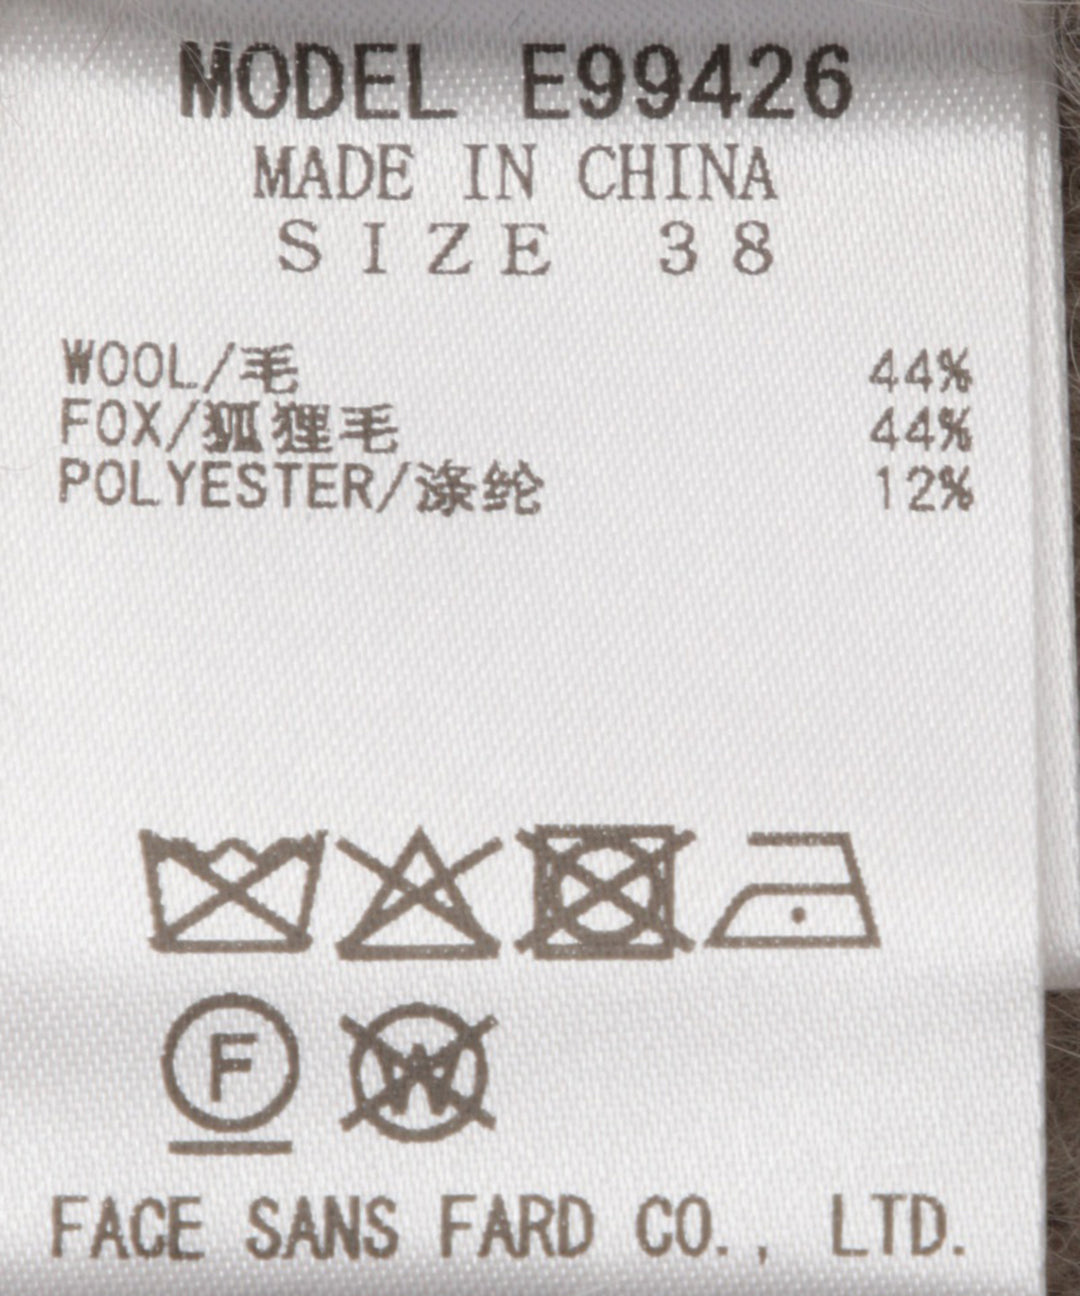 MODEL E99426
MADE IN CHINA
SIZE 38
WOOL/毛 44%
FOX/狐狸毛 44%
POLYESTER/涤纶 12%
F
W
FACE SANS FARD CO., LTD.